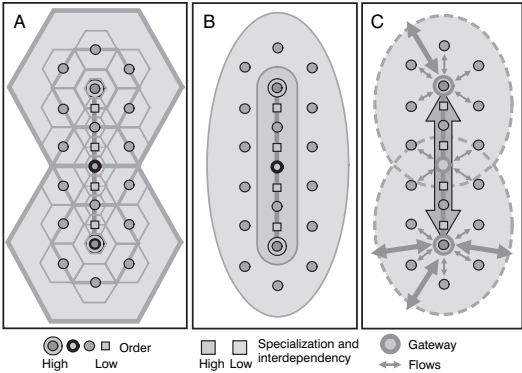 A
B
C
Order
High Low
Specialization and
interdependency
High Low
Gateway
Flows